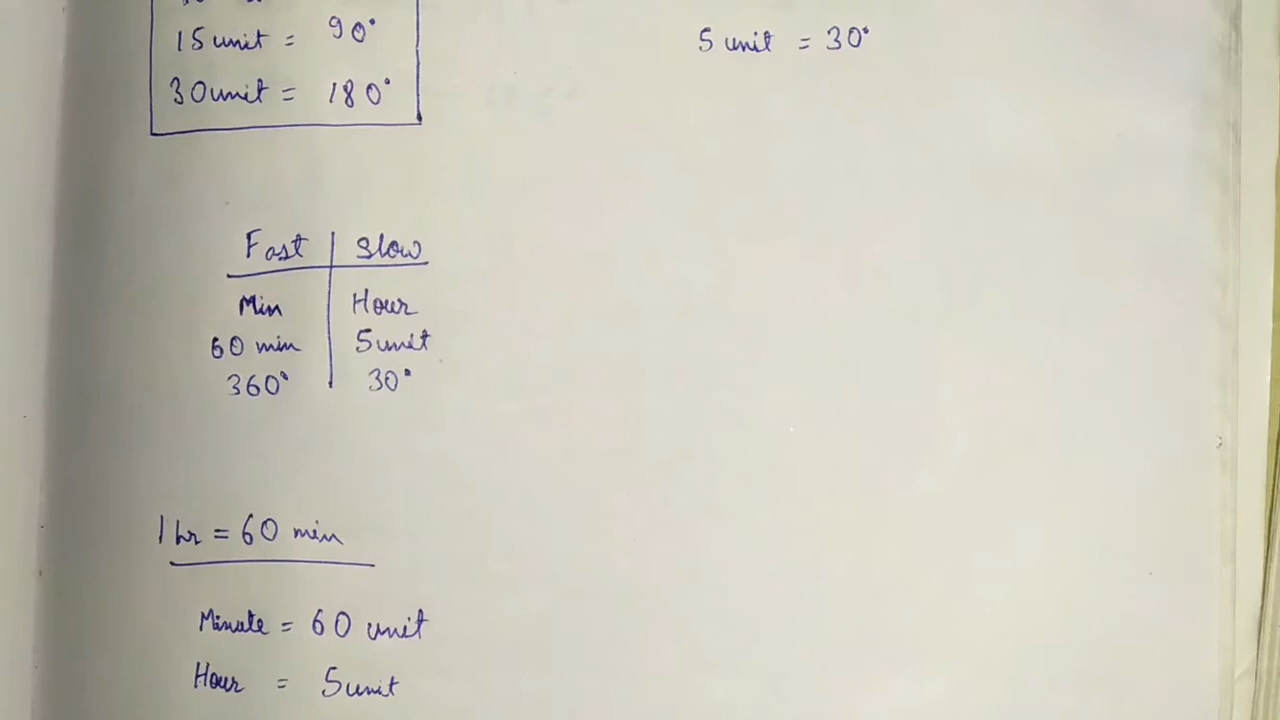 15 unit = 90°
30 unit = 180°
5 unit = 30°
Fast | Slow
Min | Hour
60 min | 5 unit
360° | 30°
1 hr = 60 min
Minute = 60 unit
Hour = 5 unit